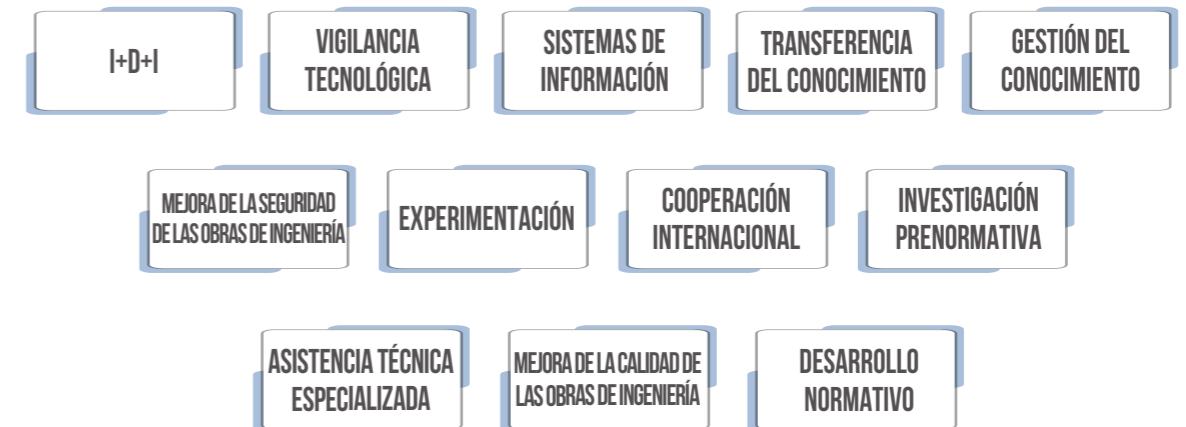 I+D+I
VIGILANCIA
TECNOLÓGICA
SISTEMAS DE
INFORMACIÓN
TRANSFERENCIA
DEL CONOCIMIENTO
GESTIÓN DEL
CONOCIMIENTO
MEJORA DE LA SEGURIDAD
DE LAS OBRAS DE INGENIERÍA
EXPERIMENTACIÓN
COOPERACIÓN
INTERNACIONAL
INVESTIGACIÓN
PRENORMATIVA
ASISTENCIA TÉCNICA
ESPECIALIZADA
MEJORA DE LA CALIDAD DE
LAS OBRAS DE INGENIERÍA
DESARROLLO
NORMATIVO